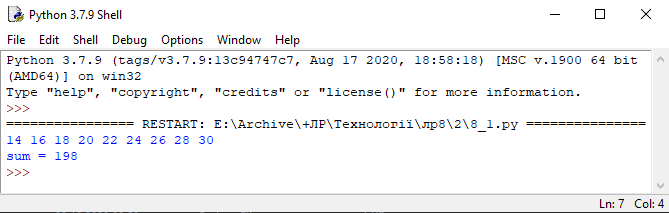 Python 3.7.9 Shell
File Edit Shell Debug Options Window Help
Python 3.7.9 (tags/v3.7.9:13c94747c7, Aug 17 2020, 18:58:18) [MSC v.1900 64 bit
(AMD64)] on win32
Type "help", "copyright", "credits" or "license()" for more information.
>>>
================ RESTART: E:\Archive\+ЛР\Технології\лр8\2\8_1.py ===============
14 16 18 20 22 24 26 28 30
sum = 198
>>>
Ln: 7 Col: 4